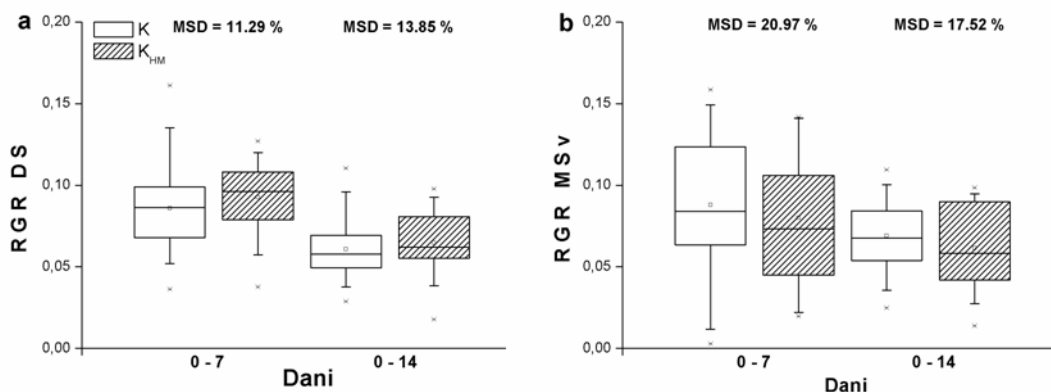 a
MSD = 11.29 %
MSD = 13.85 %
K
K_HM
0,20
0,15
0,10
0,05
0,00
RGR DS
0 - 7
0 - 14
Dani
b
MSD = 20.97 %
MSD = 17.52 %
0,20
0,15
0,10
0,05
0,00
RGR MSv
0 - 7
0 - 14
Dani